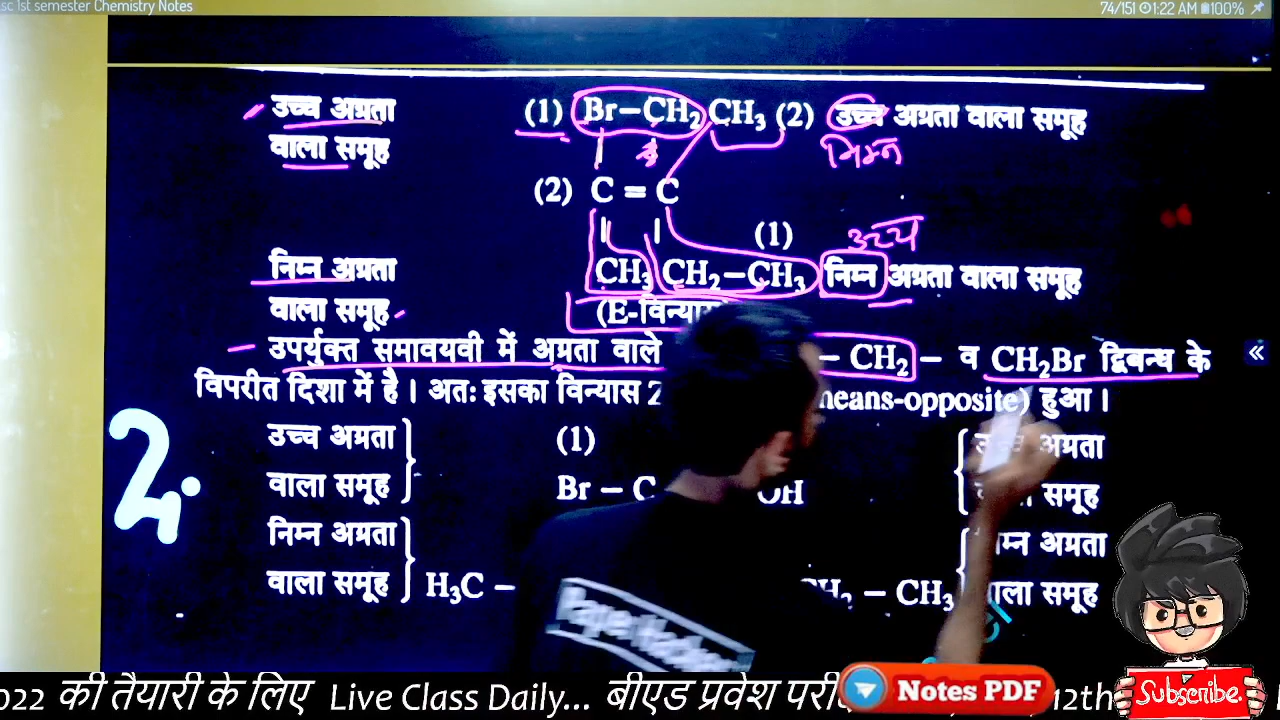 sc 1st semester Chemistry Notes
74/151 1:22 AM 100%
उच्च अग्रता (1) Br–CH₂ CH₃ (2) उच्च अग्रता वाला समूह
वाला समूह निम्न
(2) C = C
(1) उच्च
निम्न अग्रता CH₃ CH₂–CH₃ निम्न अग्रता वाला समूह
वाला समूह (E-विन्यास
उपर्युक्त समावयवी में अग्रता वाले – CH₂ – व CH₂Br द्विबन्ध के
विपरीत दिशा में है। अतः इसका विन्यास means-opposite) हुआ।
2.
उच्च अग्रता (1) उच्च अग्रता
वाला समूह Br – C OH वाला समूह
निम्न अग्रता निम्न अग्रता
वाला समूह H₃C – CH₂ – CH₃ वाला समूह
2022 की तैयारी के लिए Live Class Daily... बीएड प्रवेश 12th
Notes PDF
Subscribe.